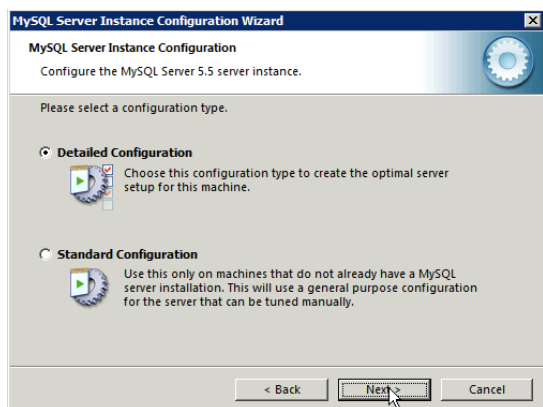 MySQL Server Instance Configuration Wizard
MySQL Server Instance Configuration
Configure the MySQL Server 5.5 server instance.
Please select a configuration type.
Detailed Configuration
Choose this configuration type to create the optimal server
setup for this machine.
Standard Configuration
Use this only on machines that do not already have a MySQL
server installation. This will use a general purpose configuration
for the server that can be tuned manually.
< Back
Next >
Cancel